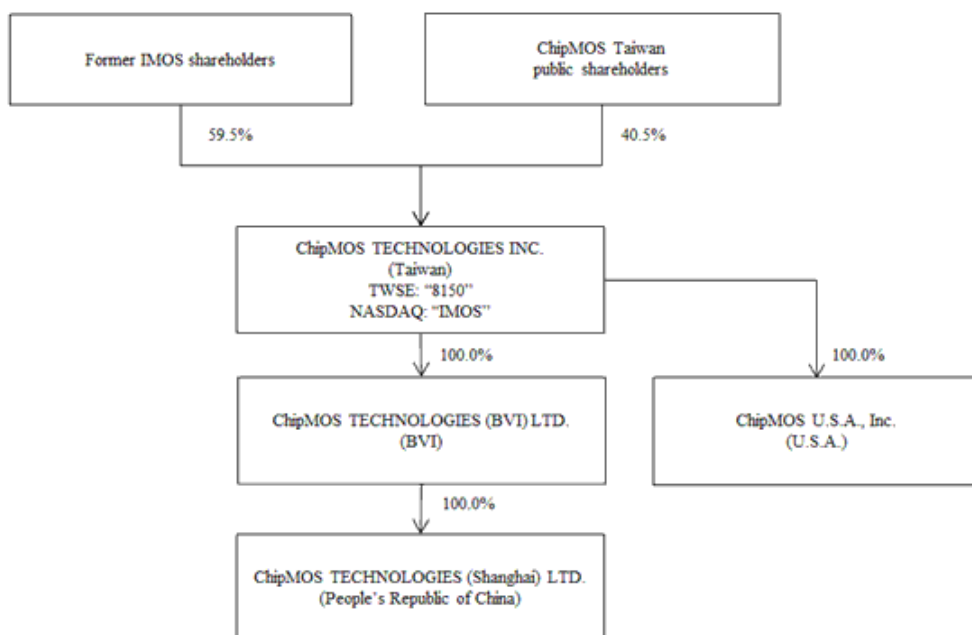 Former IMOS shareholders
ChipMOS Taiwan
public shareholders
59.5%
40.5%
ChipMOS TECHNOLOGIES INC.
(Taiwan)
TWSE: “8150”
NASDAQ: “IMOS”
100.0%
100.0%
ChipMOS TECHNOLOGIES (BVI) LTD.
(BVI)
ChipMOS U.S.A., Inc.
(U.S.A.)
100.0%
ChipMOS TECHNOLOGIES (Shanghai) LTD.
(People’s Republic of China)